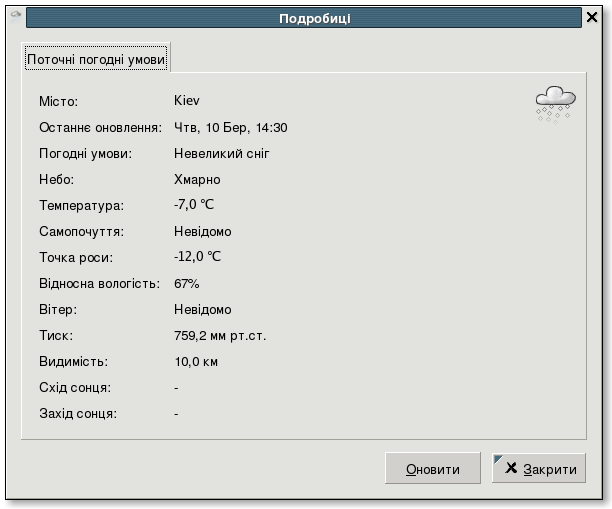 Подробиці
Поточні погодні умови
Місто: Kiev
Останнє оновлення: Чтв, 10 Бер, 14:30
Погодні умови: Невеликий сніг
Небо: Хмарно
Температура: -7,0 °C
Самопочуття: Невідомо
Точка роси: -12,0 °C
Відносна вологість: 67%
Вітер: Невідомо
Тиск: 759,2 мм рт.ст.
Видимість: 10,0 км
Схід сонця: -
Захід сонця: -
Оновити Закрити